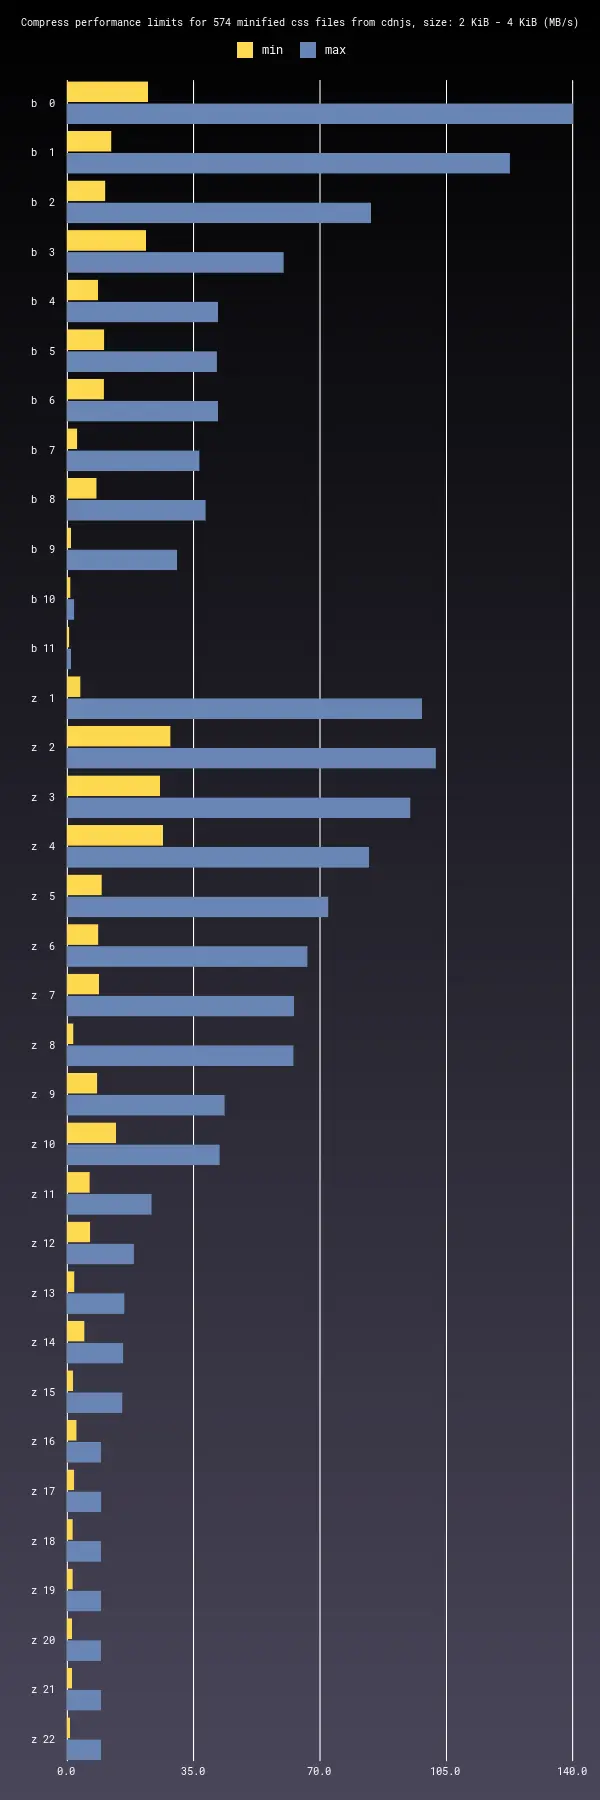 Compress performance limits for 574 minified css files from cdnjs, size: 2 KiB - 4 KiB (MB/s)
min max
b 0
b 1
b 2
b 3
b 4
b 5
b 6
b 7
b 8
b 9
b 10
b 11
z 1
z 2
z 3
z 4
z 5
z 6
z 7
z 8
z 9
z 10
z 11
z 12
z 13
z 14
z 15
z 16
z 17
z 18
z 19
z 20
z 21
z 22
0.0 35.0 70.0 105.0 140.0